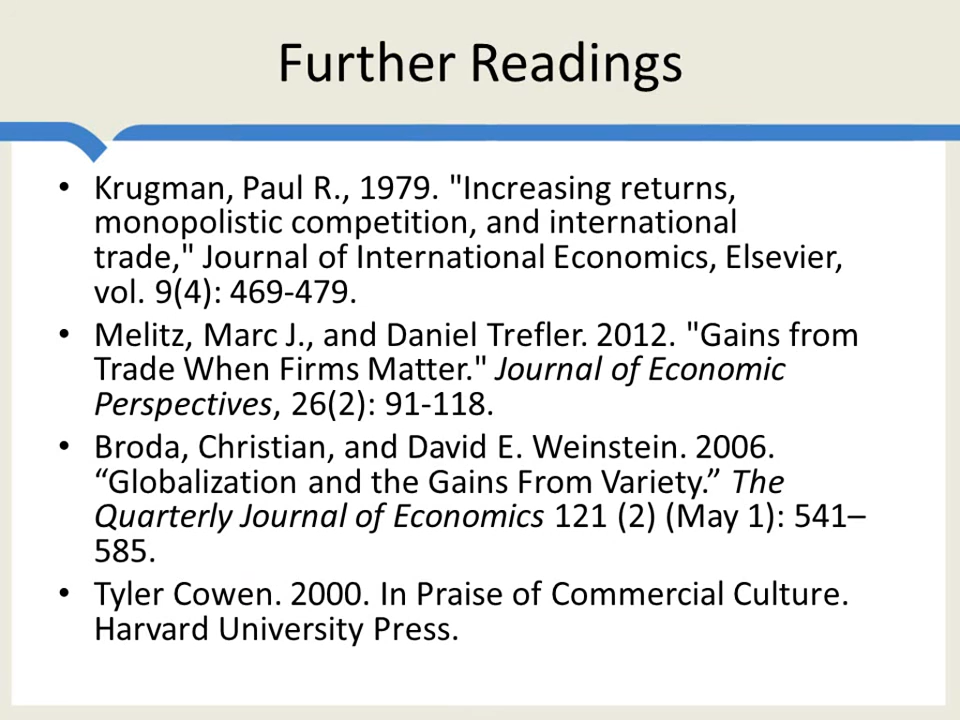 Further Readings
• Krugman, Paul R., 1979. "Increasing returns,
monopolistic competition, and international
trade," Journal of International Economics, Elsevier,
vol. 9(4): 469-479.
• Melitz, Marc J., and Daniel Trefler. 2012. "Gains from
Trade When Firms Matter." Journal of Economic
Perspectives, 26(2): 91-118.
• Broda, Christian, and David E. Weinstein. 2006.
“Globalization and the Gains From Variety.” The
Quarterly Journal of Economics 121 (2) (May 1): 541–
585.
• Tyler Cowen. 2000. In Praise of Commercial Culture.
Harvard University Press.